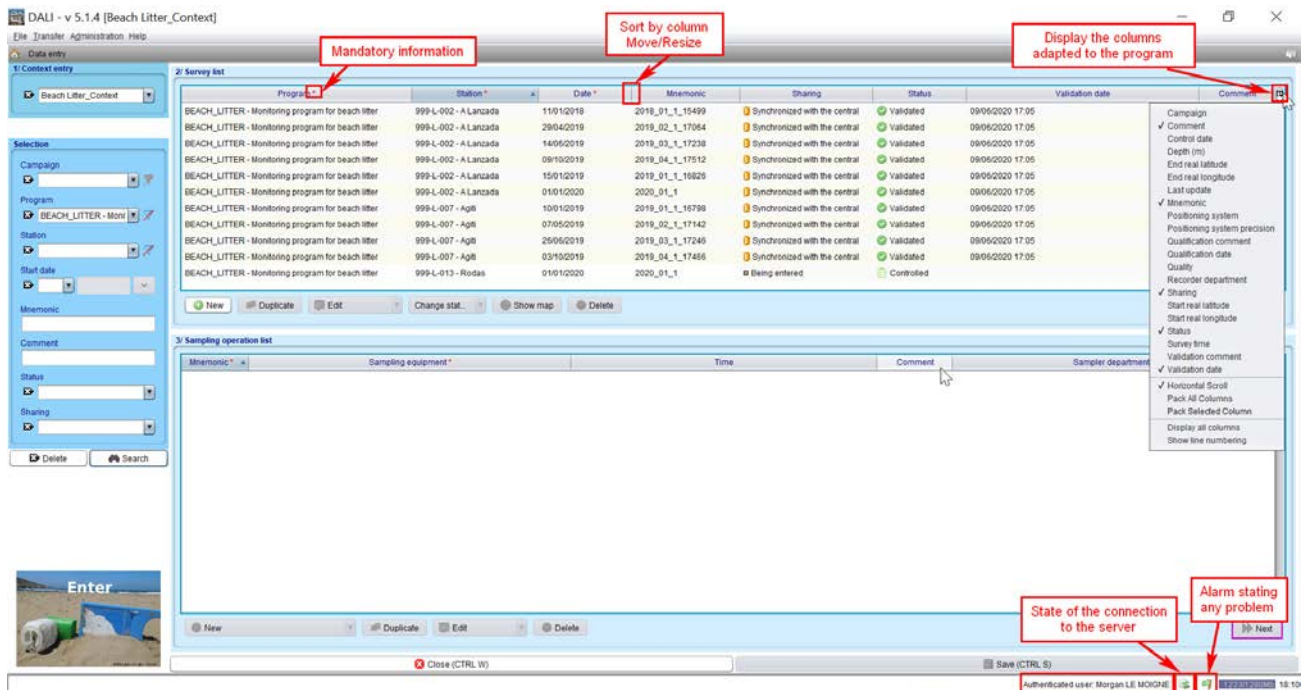 DALI - v 5.1.4 [Beach Litter_Context]
File Transfer Administration Help
Data entry
Mandatory information
Sort by column
Move/Resize
Display the columns
adapted to the program
1/ Context entry
Beach Litter_Context
Selection
Campaign
Program
BEACH_LITTER - Moni
Station
Start date
Mnemonic
Comment
Status
Sharing
Delete Search
Enter
2/ Survey list
Program * Station * Date * Mnemonic Sharing Status Validation date Comment
BEACH_LITTER - Monitoring program for beach litter 999-L-002 - A Lanzada 11/01/2019 2018_01_1_15499 Synchronized with the central Validated 09/06/2020 17:05
BEACH_LITTER - Monitoring program for beach litter 999-L-002 - A Lanzada 29/04/2019 2019_02_1_17064 Synchronized with the central Validated 09/06/2020 17:05
BEACH_LITTER - Monitoring program for beach litter 999-L-002 - A Lanzada 14/06/2019 2019_03_1_17238 Synchronized with the central Validated 09/06/2020 17:05
BEACH_LITTER - Monitoring program for beach litter 999-L-002 - A Lanzada 09/10/2019 2019_04_1_17512 Synchronized with the central Validated 09/06/2020 17:05
BEACH_LITTER - Monitoring program for beach litter 999-L-002 - A Lanzada 15/01/2019 2019_01_1_16826 Synchronized with the central Validated 09/06/2020 17:05
BEACH_LITTER - Monitoring program for beach litter 999-L-002 - A Lanzada 01/01/2020 2020_01_1 Synchronized with the central Validated 09/06/2020 17:05
BEACH_LITTER - Monitoring program for beach litter 999-L-007 - Agiti 10/01/2019 2019_01_1_16798 Synchronized with the central Validated 09/06/2020 17:05
BEACH_LITTER - Monitoring program for beach litter 999-L-007 - Agiti 07/05/2019 2019_02_1_17142 Synchronized with the central Validated 09/06/2020 17:05
BEACH_LITTER - Monitoring program for beach litter 999-L-007 - Agiti 25/06/2019 2019_03_1_17246 Synchronized with the central Validated 09/06/2020 17:05
BEACH_LITTER - Monitoring program for beach litter 999-L-007 - Agiti 03/10/2019 2019_04_1_17466 Synchronized with the central Validated 09/06/2020 17:05
BEACH_LITTER - Monitoring program for beach litter 999-L-013 - Rodas 01/01/2020 2020_01_1 Being entered Controlled
New Duplicate Edit Change stat... Show map Delete
Campaign
✓ Comment
Control date
Depth (m)
End real latitude
End real longitude
Last update
✓ Mnemonic
Positioning system
Positioning system precision
Qualification comment
Qualification date
Quality
Recorder department
✓ Sharing
Start real latitude
Start real longitude
✓ Status
Survey time
Validation comment
✓ Validation date
✓ Horizontal Scroll
Pack All Columns
Pack Selected Column
Display all columns
Show line numbering
3/ Sampling operation list
Mnemonic * Sampling equipment * Time Comment Sampler department
State of the connection
to the server
Alarm stating
any problem
New Duplicate Edit Delete Next
Close (CTRL W) Save (CTRL S)
Authenticated user: Morgan LE MOIGNE